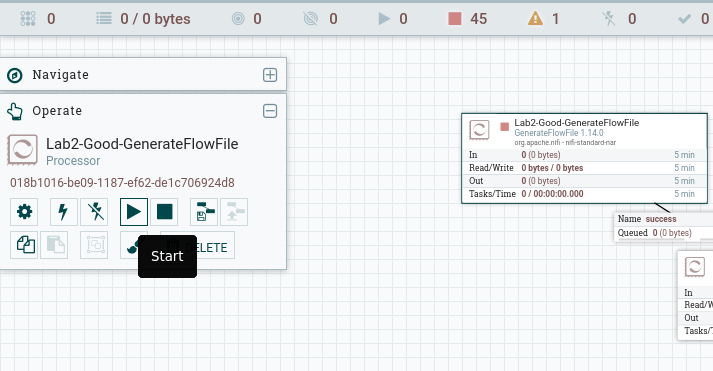 0
0 / 0 bytes
0
0
0
45
1
0
0
Navigate
Operate
Lab2-Good-GenerateFlowFile
Processor
018b1016-be09-1187-ef62-de1c706924d8
Start
Lab2-Good-GenerateFlowFile
GenerateFlowFile 1.14.0
org.apache.nifi - nifi-standard-nar
In 0 (0 bytes) 5 min
Read/Write 0 bytes / 0 bytes 5 min
Out 0 (0 bytes) 5 min
Tasks/Time 0 / 00:00:00.000 5 min
Name success
Queued 0 (0 bytes)
In
Read/W
Out
Tasks/T